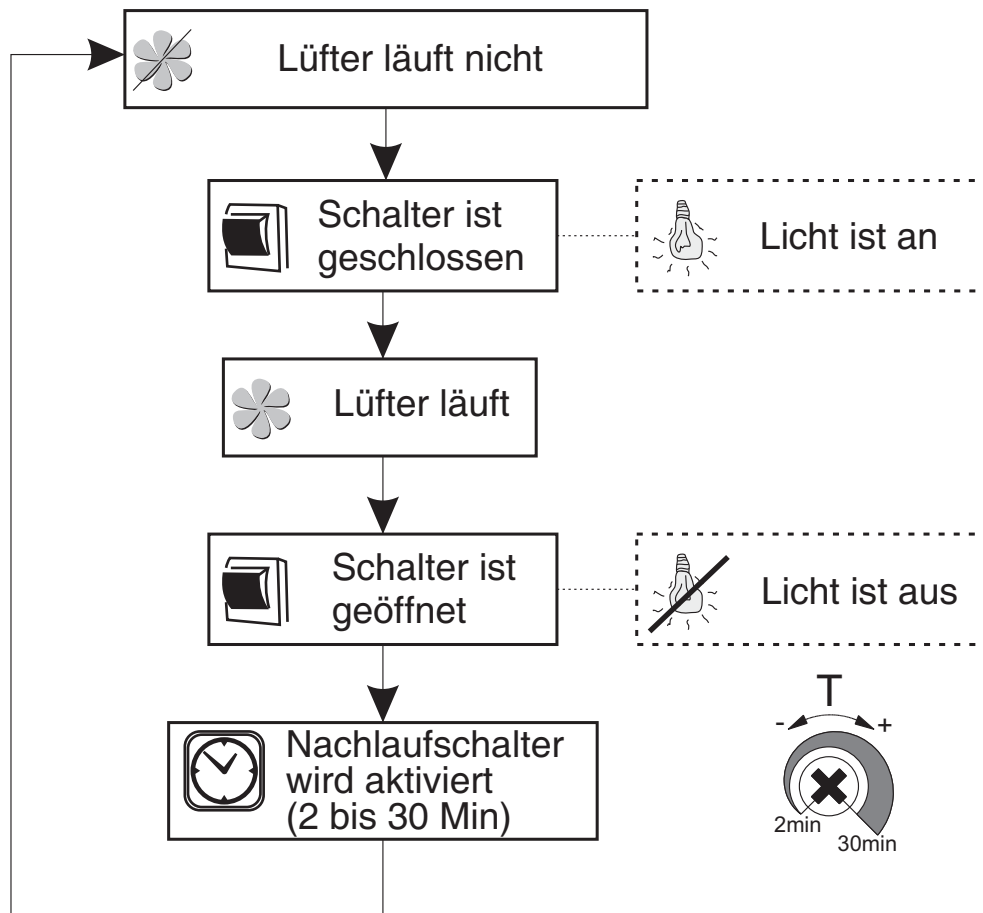 Lüfter läuft nicht
Schalter ist
geschlossen
Licht ist an
Lüfter läuft
Schalter ist
geöffnet
Licht ist aus
T
- +
2min
30min
Nachlaufschalter
wird aktiviert
(2 bis 30 Min)